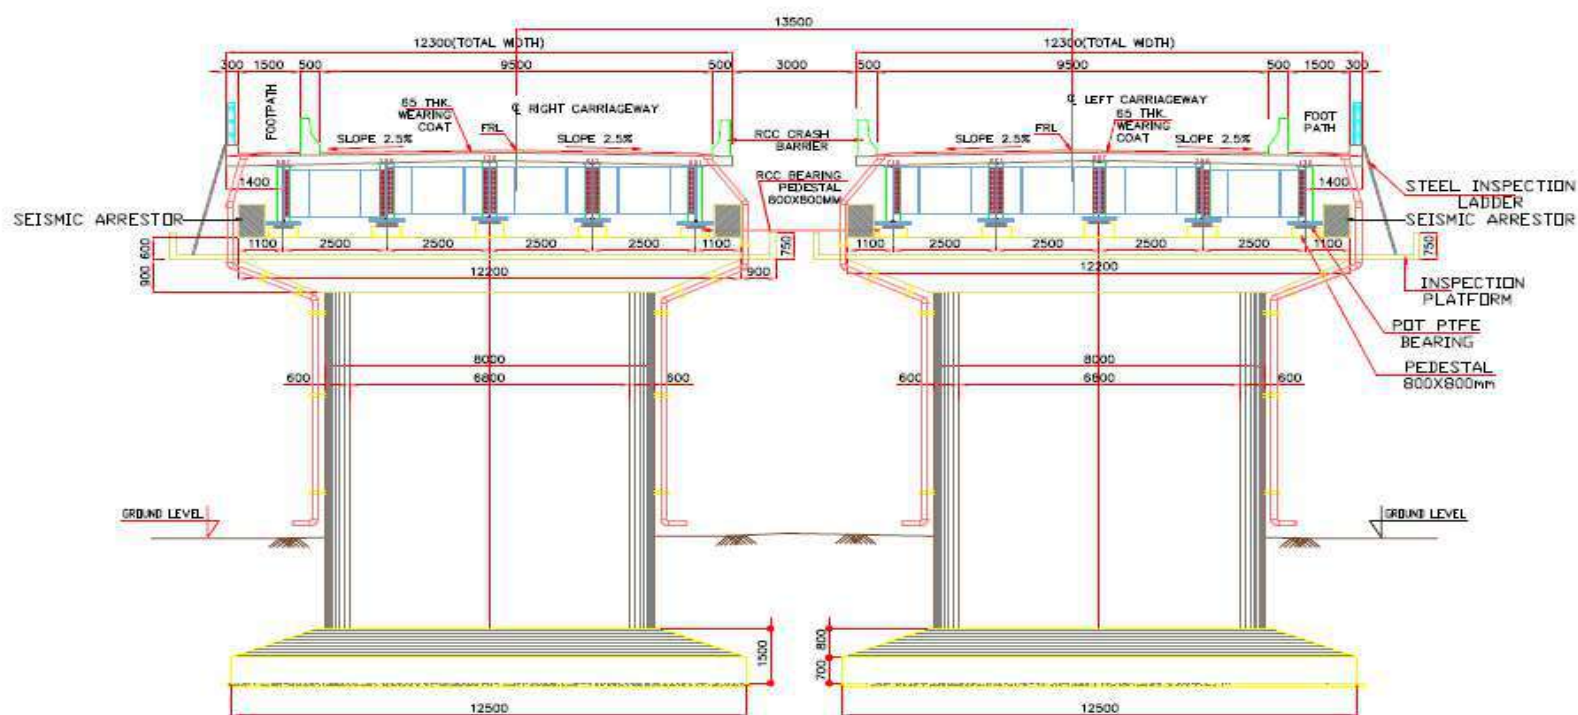 13500
12300(TOTAL WIDTH)
12300(TOTAL WIDTH)
300 1500 500 9500 500 3000 500 9500 500 1500 300
FOOTPATH
65 THK.
WEARING
COAT
℄ RIGHT CARRIAGEWAY
FRL
SLOPE 2.5%
SLOPE 2.5%
RCC CRASH
BARRIER
℄ LEFT CARRIAGEWAY
65 THK.
WEARING
COAT
FRL
SLOPE 2.5%
SLOPE 2.5%
FOOT
PATH
1400
RCC BEARING
PEDESTAL
800X800MM
1400
STEEL INSPECTION
LADDER
SEISMIC ARRESTOR
SEISMIC ARRESTOR
1100 2500 2500 2500 2500 1100
1100 2500 2500 2500 2500 1100
600
900
750
750
12200
900
12200
INSPECTION
PLATFORM
POT PTFE
BEARING
PEDESTAL
800X800mm
8000
8000
600 6800 600
600 6800 600
GROUND LEVEL
GROUND LEVEL
1500
800
700
12500
12500